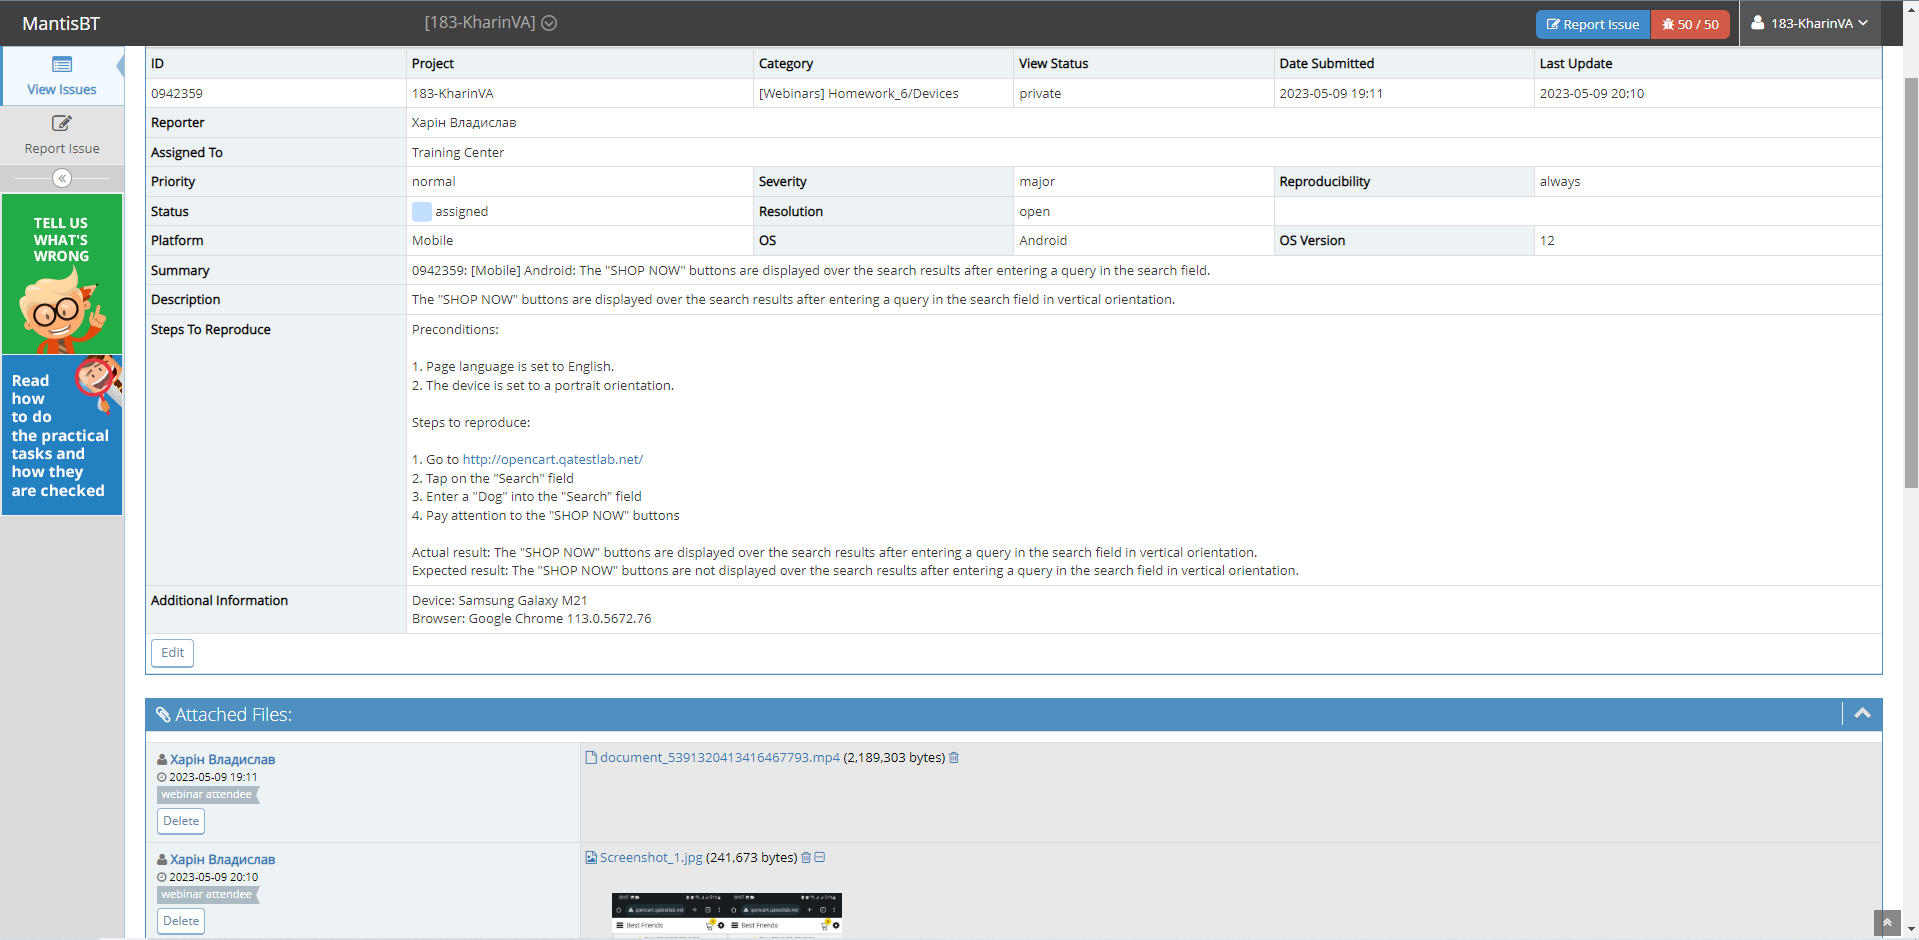 MantisBT
[183-KharinVA]
Report Issue
50 / 50
183-KharinVA
View Issues
Report Issue
TELL US
WHAT'S
WRONG
Read
how
to do
the practical
tasks and
how they
are checked
ID Project Category View Status Date Submitted Last Update
0942359 183-KharinVA [Webinars] Homework_6/Devices private 2023-05-09 19:11 2023-05-09 20:10
Reporter Харін Владислав
Assigned To Training Center
Priority normal Severity major Reproducibility always
Status assigned Resolution open
Platform Mobile OS Android OS Version 12
Summary 0942359: [Mobile] Android: The "SHOP NOW" buttons are displayed over the search results after entering a query in the search field.
Description The "SHOP NOW" buttons are displayed over the search results after entering a query in the search field in vertical orientation.
Steps To Reproduce Preconditions:
1. Page language is set to English.
2. The device is set to a portrait orientation.
Steps to reproduce:
1. Go to http://opencart.qatestlab.net/
2. Tap on the "Search" field
3. Enter a "Dog" into the "Search" field
4. Pay attention to the "SHOP NOW" buttons
Actual result: The "SHOP NOW" buttons are displayed over the search results after entering a query in the search field in vertical orientation.
Expected result: The "SHOP NOW" buttons are not displayed over the search results after entering a query in the search field in vertical orientation.
Additional Information Device: Samsung Galaxy M21
Browser: Google Chrome 113.0.5672.76
Edit
Attached Files:
Харін Владислав
2023-05-09 19:11
webinar attendee
Delete
document_5391320413416467793.mp4 (2,189,303 bytes)
Харін Владислав
2023-05-09 20:10
webinar attendee
Delete
Screenshot_1.jpg (241,673 bytes)
opencart.qatestlab.net opencart.qatestlab.net
Best Friends Best Friends